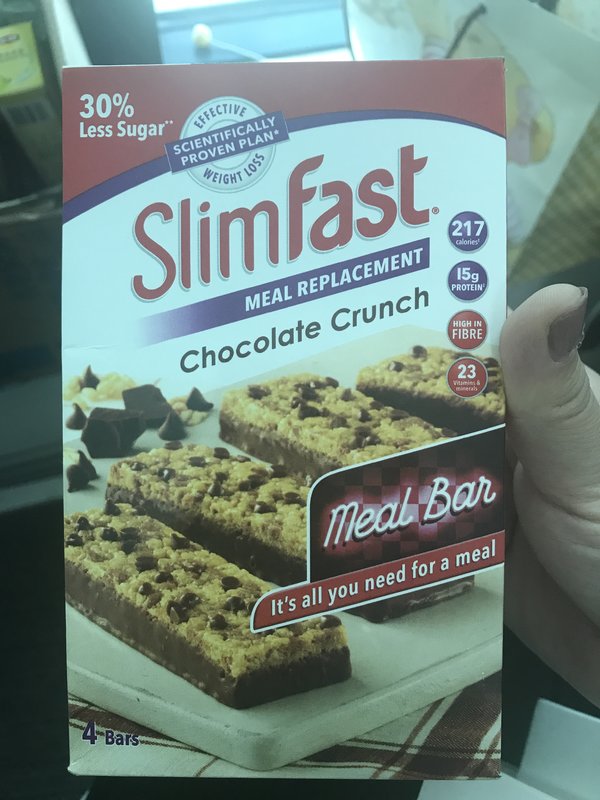 30%
Less Sugar**
EFFECTIVE
SCIENTIFICALLY
PROVEN PLAN*
WEIGHT LOSS
SlimFast®
MEAL REPLACEMENT
Chocolate Crunch
217
calories†
15g
PROTEIN‡
HIGH IN
FIBRE
23
Vitamins &
minerals
Meal Bar
It's all you need for a meal
4 Bars